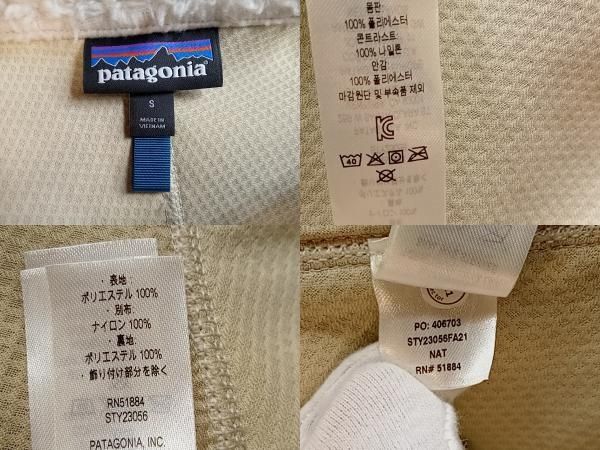 patagonia®
S
MADE IN
VIETNAM
몸판
100% 폴리에스터
콘트라스트
100% 나일론
안감
100% 폴리에스터
마감원단 및 부속품 제외
40
・表地:
ポリエステル 100%
・別布:
ナイロン 100%
・裏地:
ポリエステル 100%
・飾り付け部分を除く
RN51884
STY23056
PATAGONIA, INC.
PO: 406703
STY23056FA21
NAT
RN# 51884